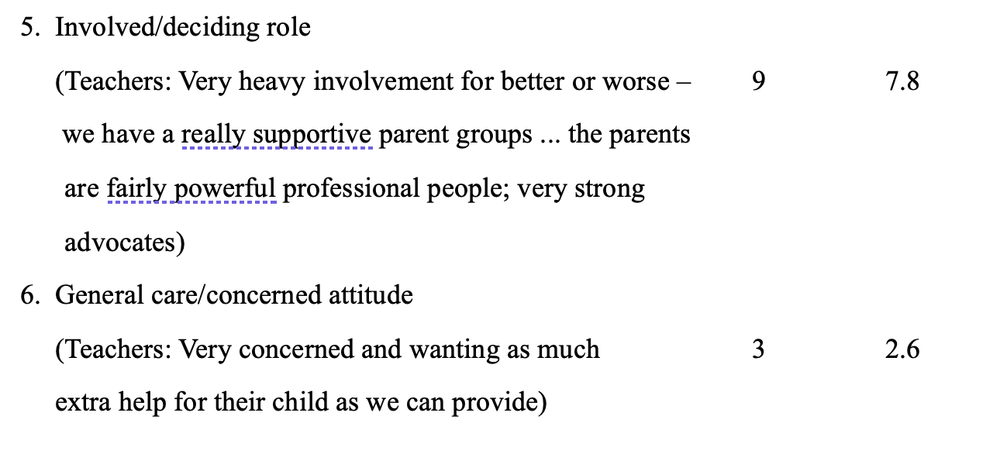 5. Involved/deciding role
(Teachers: Very heavy involvement for better or worse – 9 7.8
we have a really supportive parent groups ... the parents
are fairly powerful professional people; very strong
advocates)
6. General care/concerned attitude
(Teachers: Very concerned and wanting as much 3 2.6
extra help for their child as we can provide)